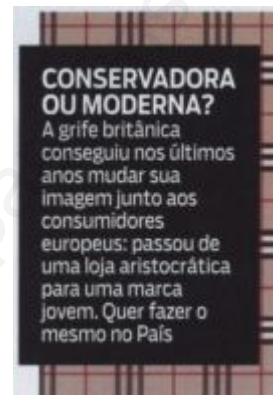 CONSERVADORA
OU MODERNA?
A grife britânica
conseguiu nos últimos
anos mudar sua
imagem junto aos
consumidores
europeus: passou de
uma loja aristocrática
para uma marca
jovem. Quer fazer o
mesmo no País